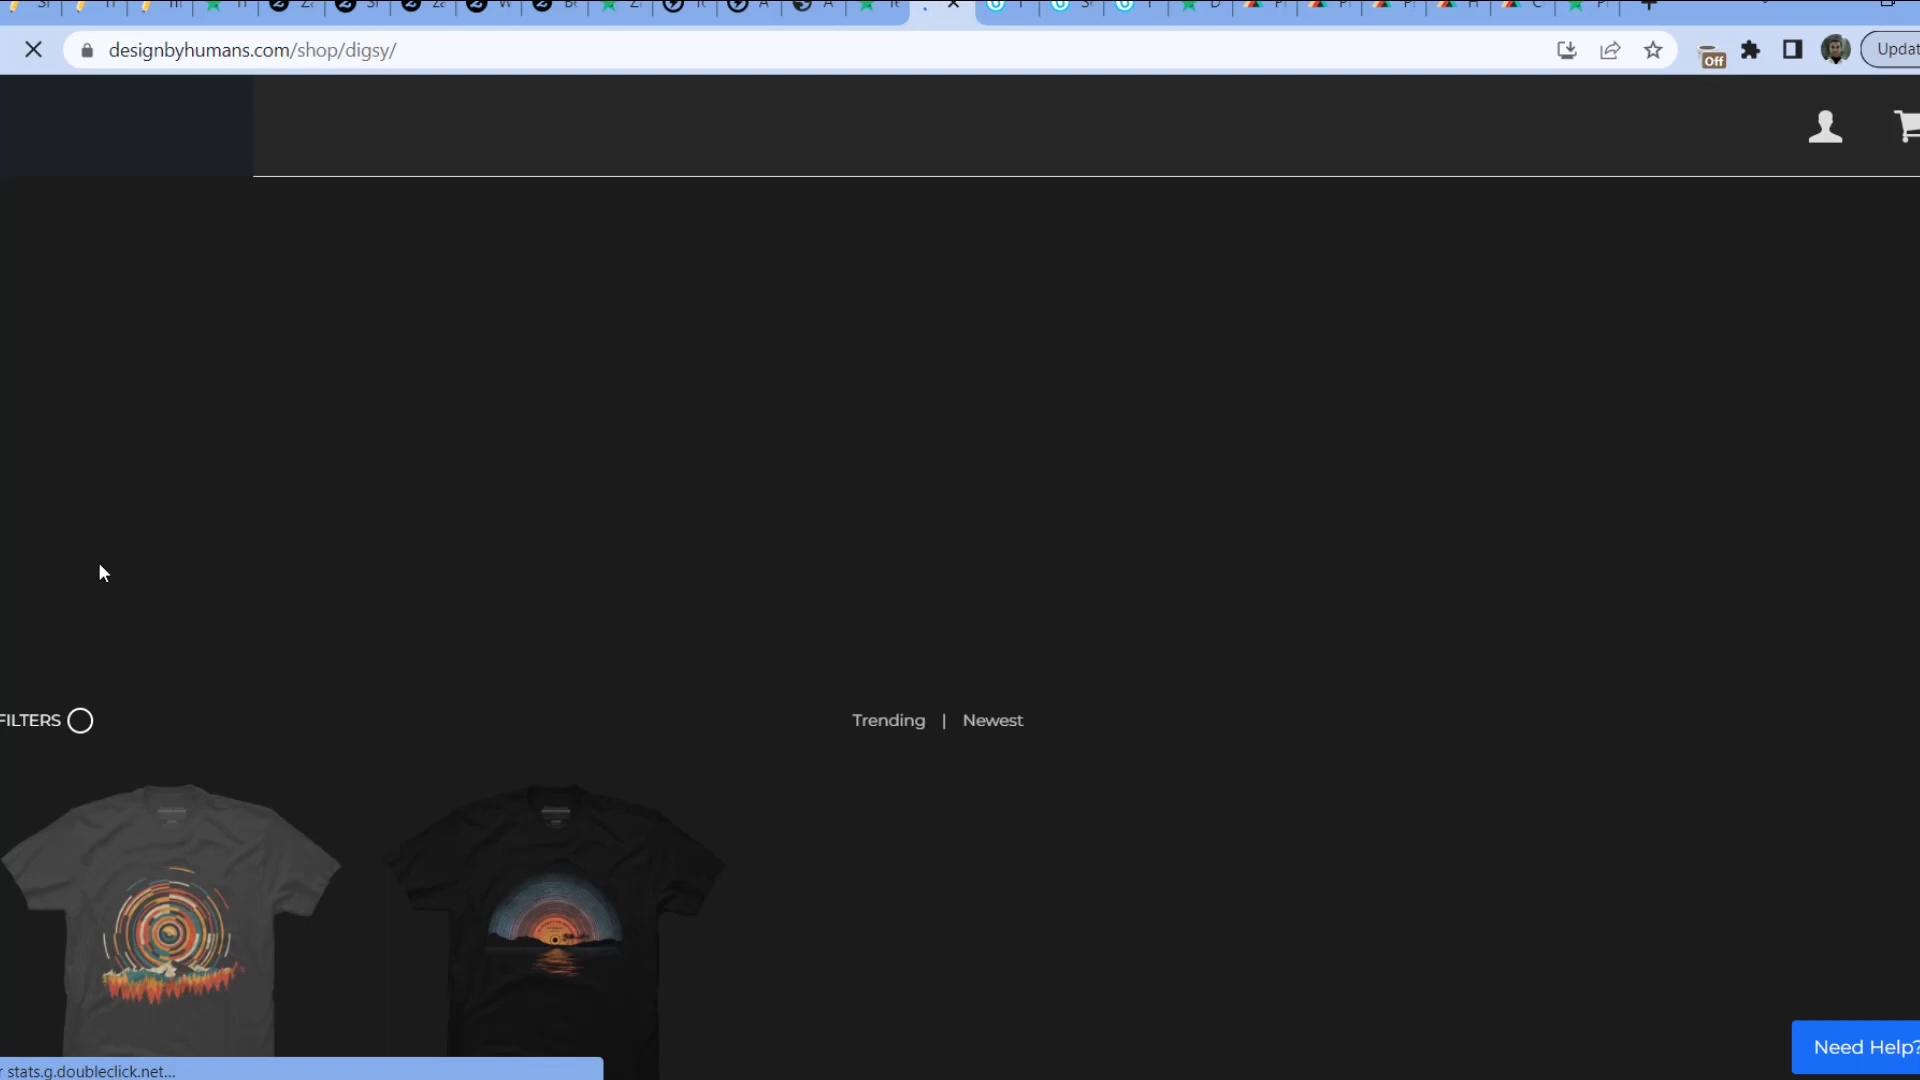 designbyhumans.com/shop/digsy/
Off
Updat
FILTERS
Trending | Newest
Need Help?
stats.g.doubleclick.net...